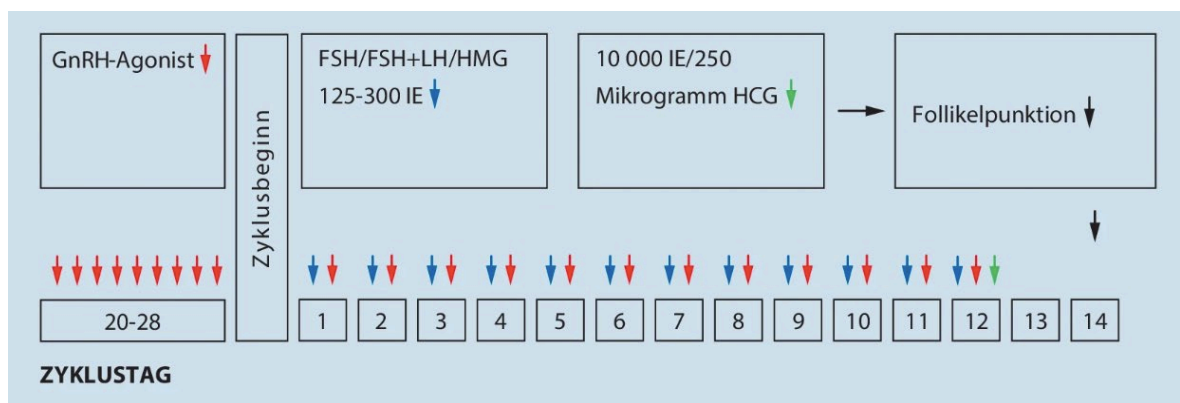 GnRH-Agonist
Zyklusbeginn
FSH/FSH+LH/HMG
125-300 IE
10 000 IE/250
Mikrogramm HCG
Follikelpunktion
20-28
1
2
3
4
5
6
7
8
9
10
11
12
13
14
ZYKLUSTAG